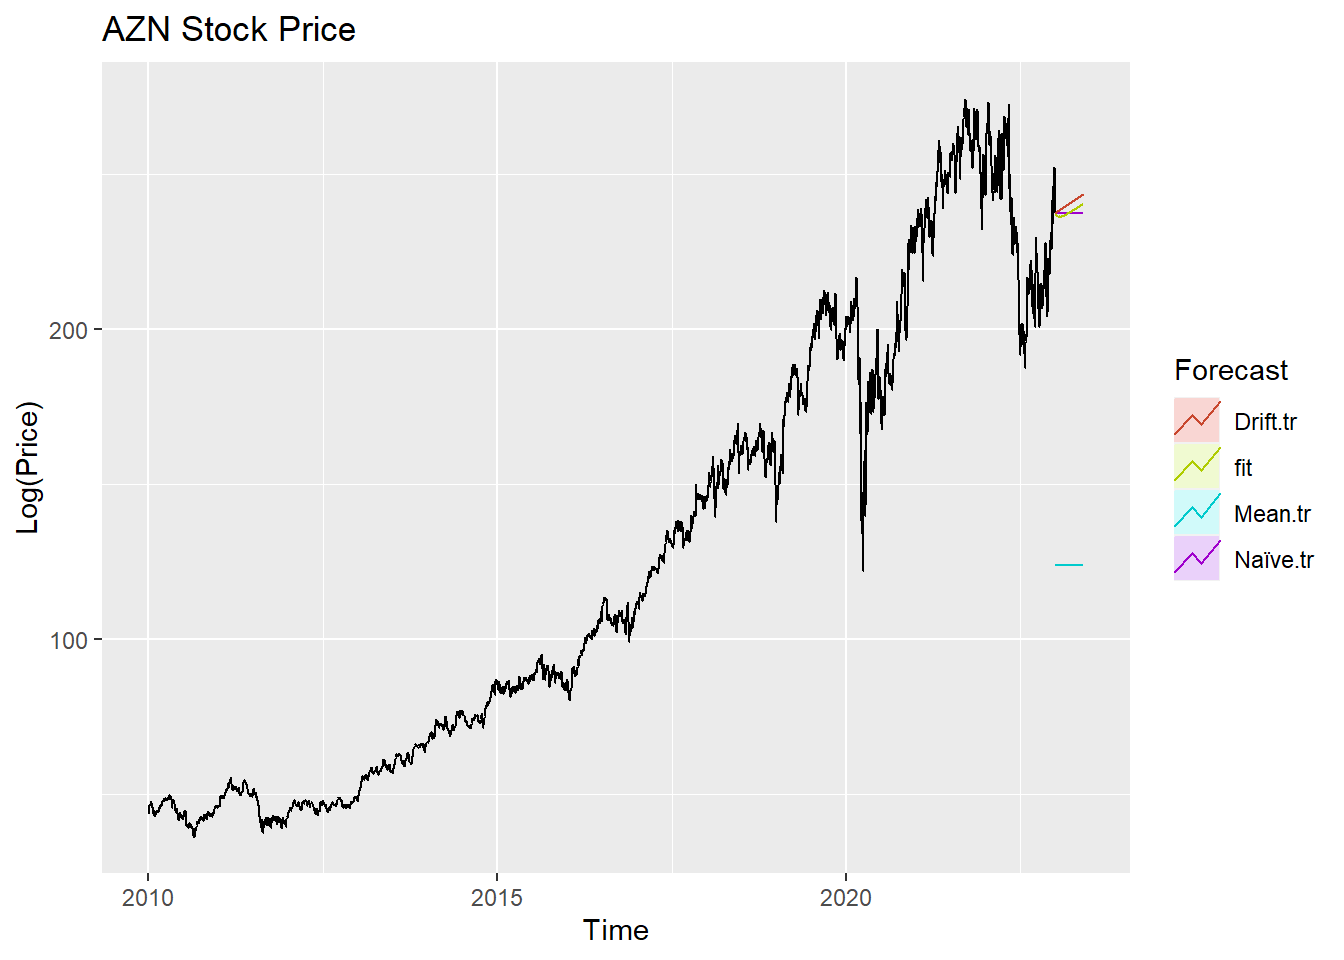 AZN Stock Price
Log(Price)
200
100
2010
2015
2020
Time
Forecast
Drift.tr
fit
Mean.tr
Naïve.tr